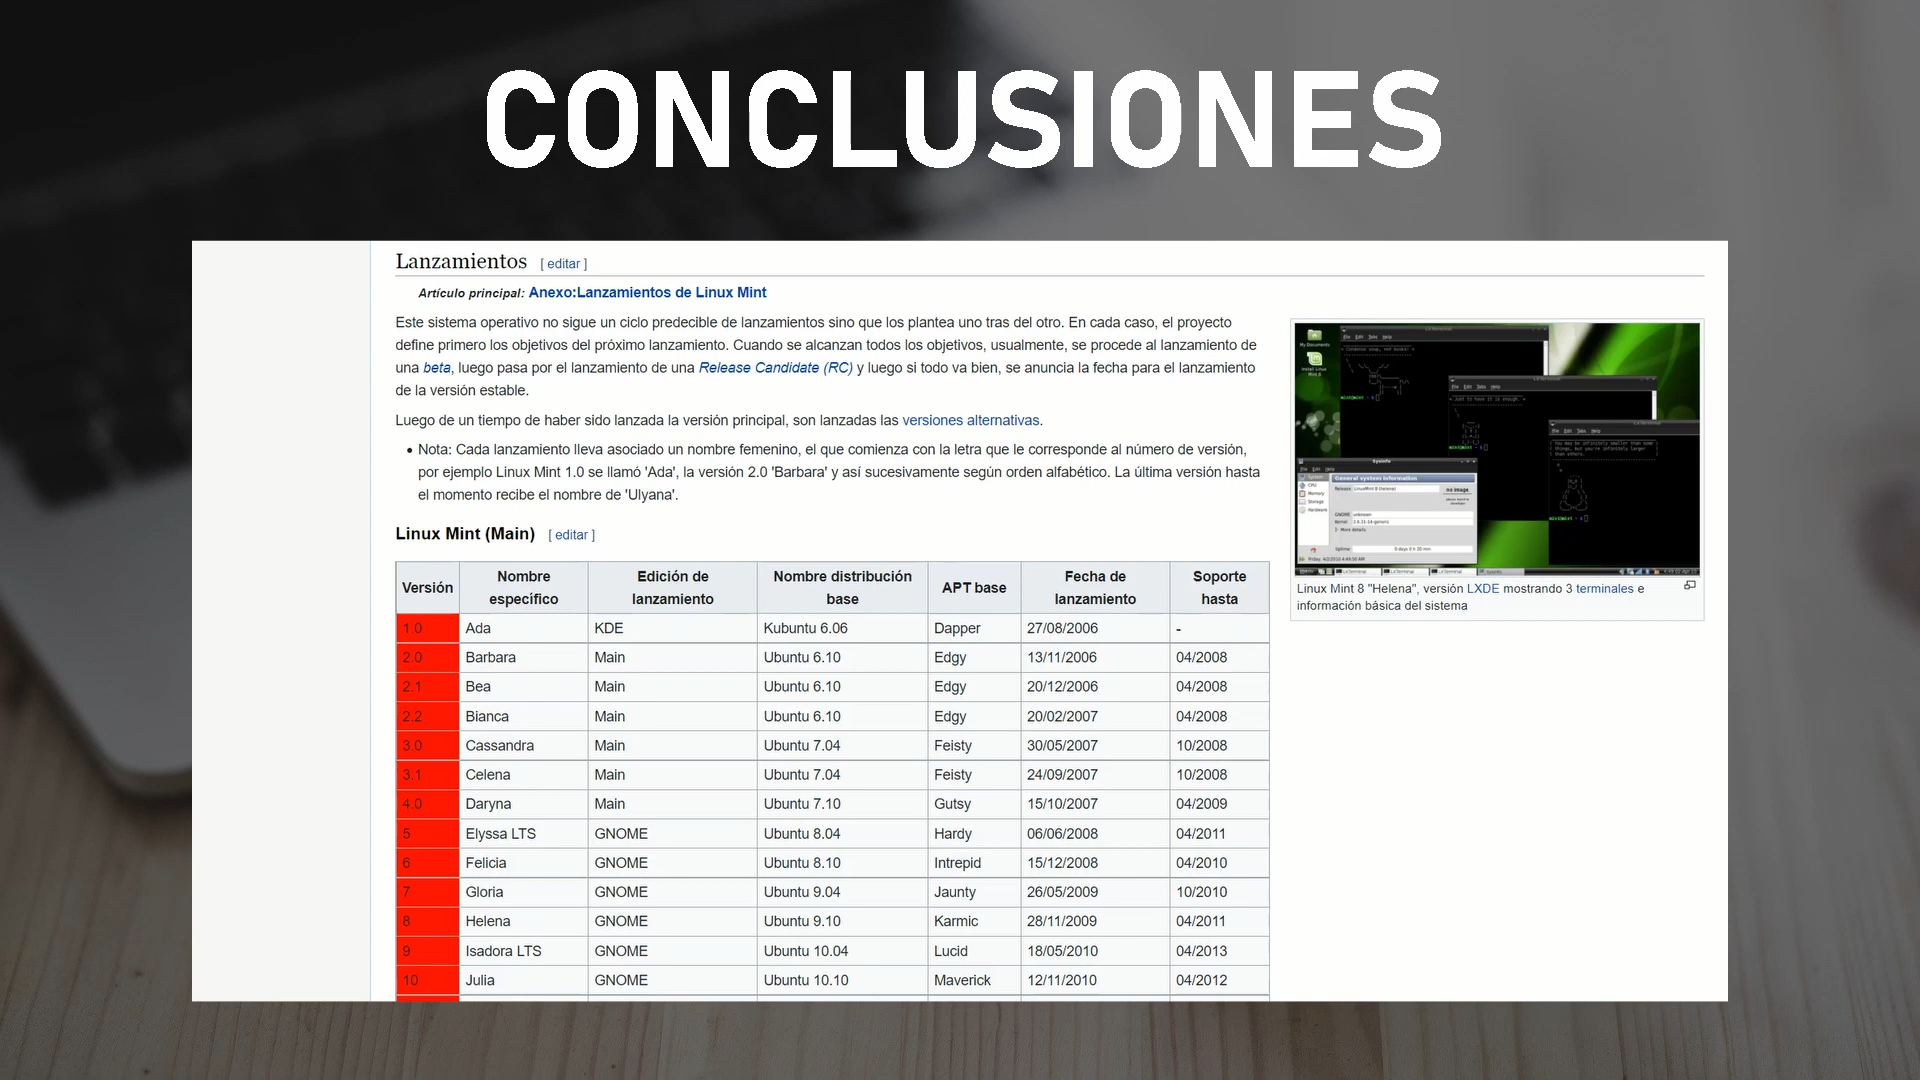 CONCLUSIONES
Lanzamientos [ editar ]
Artículo principal: Anexo:Lanzamientos de Linux Mint
Este sistema operativo no sigue un ciclo predecible de lanzamientos sino que los plantea uno tras del otro. En cada caso, el proyecto
define primero los objetivos del próximo lanzamiento. Cuando se alcanzan todos los objetivos, usualmente, se procede al lanzamiento de
una beta, luego pasa por el lanzamiento de una Release Candidate (RC) y luego si todo va bien, se anuncia la fecha para el lanzamiento
de la versión estable.
Luego de un tiempo de haber sido lanzada la versión principal, son lanzadas las versiones alternativas.
• Nota: Cada lanzamiento lleva asociado un nombre femenino, el que comienza con la letra que le corresponde al número de versión,
por ejemplo Linux Mint 1.0 se llamó 'Ada', la versión 2.0 'Barbara' y así sucesivamente según orden alfabético. La última versión hasta
el momento recibe el nombre de 'Ulyana'.
Linux Mint 8 "Helena", versión LXDE mostrando 3 terminales e
información básica del sistema
Linux Mint (Main) [ editar ]
Versión Nombre específico Edición de lanzamiento Nombre distribución base APT base Fecha de lanzamiento Soporte hasta
1.0 Ada KDE Kubuntu 6.06 Dapper 27/08/2006 -
2.0 Barbara Main Ubuntu 6.10 Edgy 13/11/2006 04/2008
2.1 Bea Main Ubuntu 6.10 Edgy 20/12/2006 04/2008
2.2 Bianca Main Ubuntu 6.10 Edgy 20/02/2007 04/2008
3.0 Cassandra Main Ubuntu 7.04 Feisty 30/05/2007 10/2008
3.1 Celena Main Ubuntu 7.04 Feisty 24/09/2007 10/2008
4.0 Daryna Main Ubuntu 7.10 Gutsy 15/10/2007 04/2009
5 Elyssa LTS GNOME Ubuntu 8.04 Hardy 06/06/2008 04/2011
6 Felicia GNOME Ubuntu 8.10 Intrepid 15/12/2008 04/2010
7 Gloria GNOME Ubuntu 9.04 Jaunty 26/05/2009 10/2010
8 Helena GNOME Ubuntu 9.10 Karmic 28/11/2009 04/2011
9 Isadora LTS GNOME Ubuntu 10.04 Lucid 18/05/2010 04/2013
10 Julia GNOME Ubuntu 10.10 Maverick 12/11/2010 04/2012